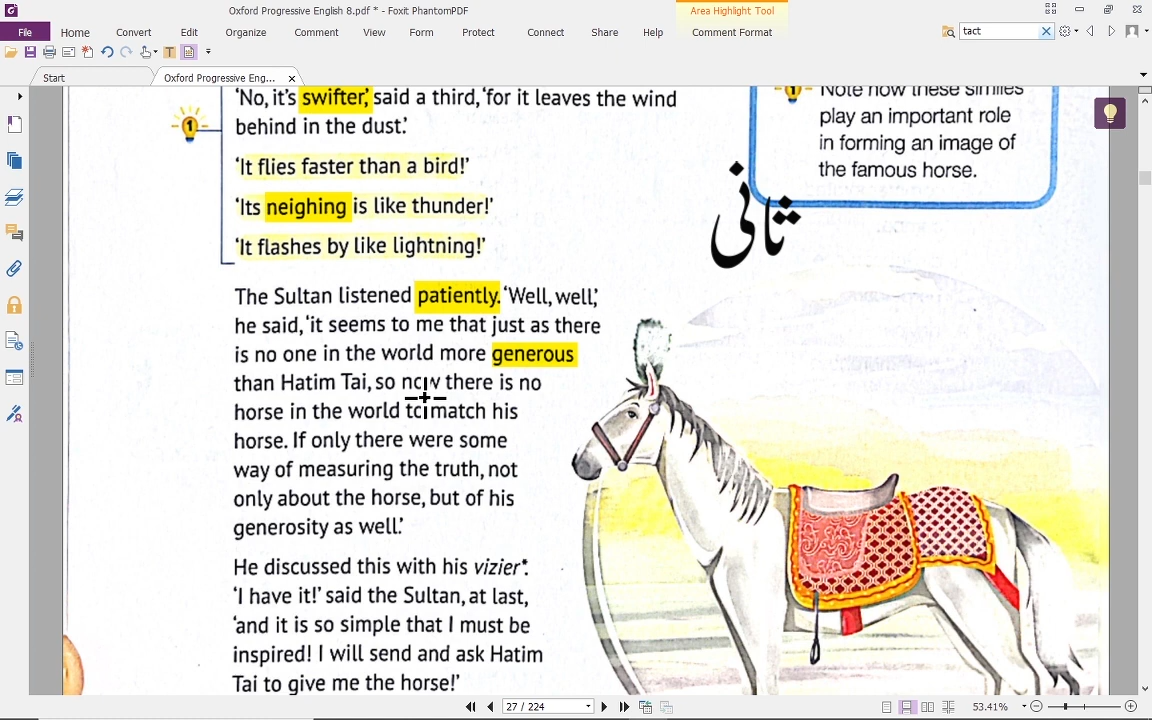 Oxford Progressive English 8.pdf * - Foxit PhantomPDF
Area Highlight Tool
File Home Convert Edit Organize Comment View Form Protect Connect Share Help Comment Format
tact
Start
Oxford Progressive Eng...
‘No, it’s swifter,’ said a third, ‘for it leaves the wind
behind in the dust.’
‘It flies faster than a bird!’
‘Its neighing is like thunder!’
‘It flashes by like lightning!’
1
Note how these similes
play an important role
in forming an image of
the famous horse.
ثانی
The Sultan listened patiently. ‘Well, well,’
he said, ‘it seems to me that just as there
is no one in the world more generous
than Hatim Tai, so now there is no
horse in the world to match his
horse. If only there were some
way of measuring the truth, not
only about the horse, but of his
generosity as well.’
He discussed this with his vizier*.
‘I have it!’ said the Sultan, at last,
‘and it is so simple that I must be
inspired! I will send and ask Hatim
Tai to give me the horse!’
27 / 224
53.41%